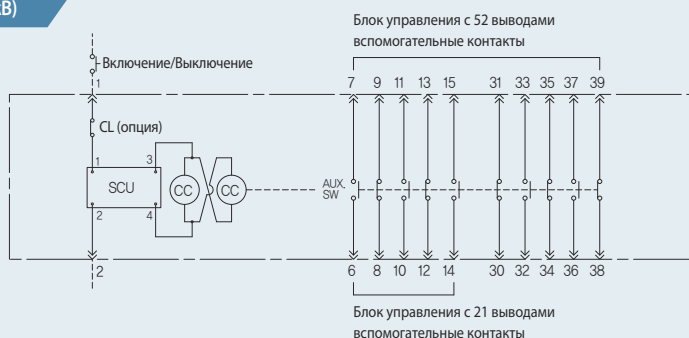 кВ)
Блок управления с 52 выводами
вспомогательные контакты
Включение/Выключение
1
7 9 11 13 15 31 33 35 37 39
CL (опция)
1 3
SCU CC CC
AUX.
SW
2 4
2
6 8 10 12 14 30 32 34 36 38
Блок управления с 21 выводами
вспомогательные контакты